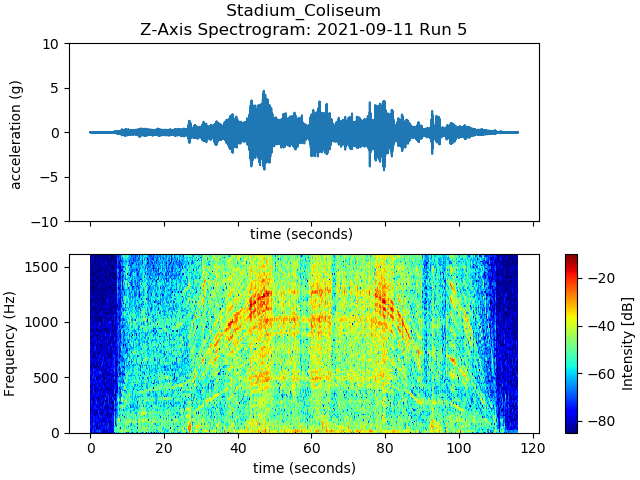 Stadium_Coliseum
Z-Axis Spectrogram: 2021-09-11 Run 5
10
5
0
−5
−10
acceleration (g)
time (seconds)
1500
1000
500
0
Frequency (Hz)
0 20 40 60 80 100 120
time (seconds)
−20
−40
−60
−80
Intensity [dB]